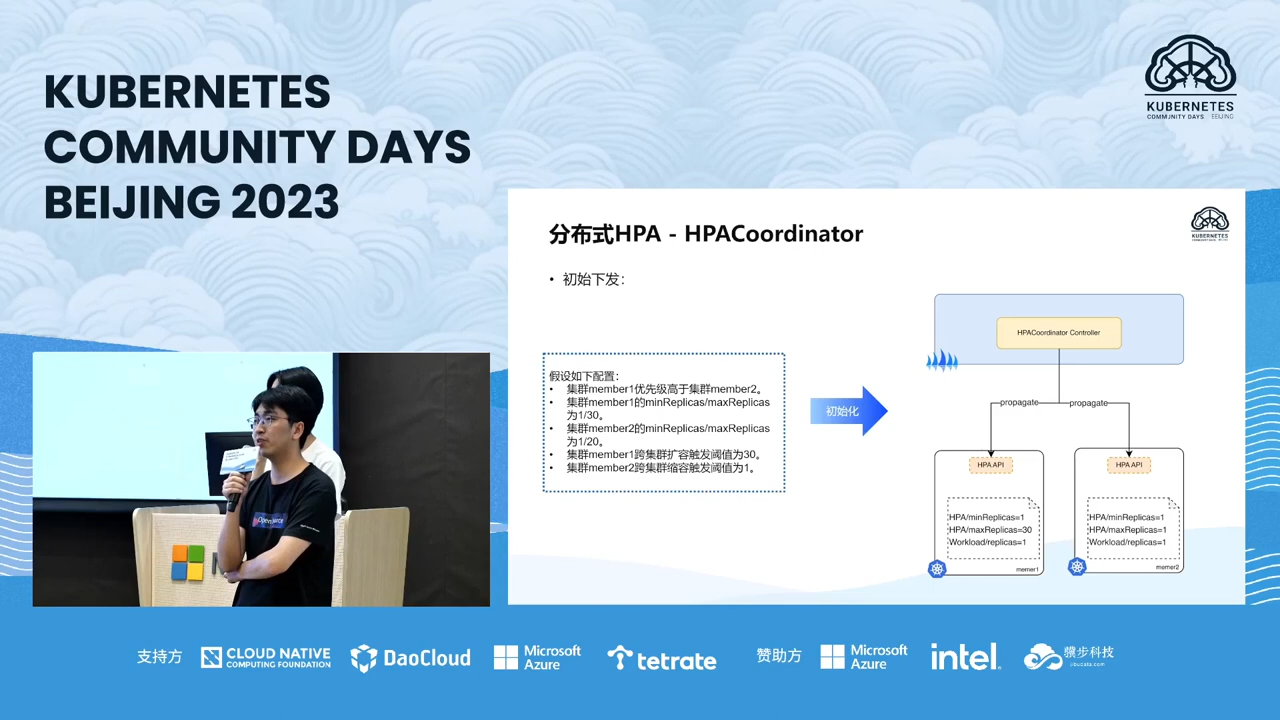 KUBERNETES
COMMUNITY DAYS
BEIJING 2023
KUBERNETES
COMMUNITY DAYS BEIJING
分布式HPA - HPACoordinator
KUBERNETES
• 初始下发：
假设如下配置：
• 集群member1优先级高于集群member2。
• 集群member1的minReplicas/maxReplicas
为1/30。
• 集群member2的minReplicas/maxReplicas
为1/20。
• 集群member1跨集群扩容触发阈值为30。
• 集群member2跨集群缩容触发阈值为1。
初始化
HPACoordinator Controller
propagate
propagate
HPA API
HPA/minReplicas=1
HPA/maxReplicas=30
Workload/replicas=1
memer1
HPA API
HPA/minReplicas=1
HPA/maxReplicas=1
Workload/replicas=1
memer2
支持方
CLOUD NATIVE
COMPUTING FOUNDATION
DaoCloud
Microsoft
Azure
tetrate
赞助方
Microsoft
Azure
intel.
骥步科技
jibudata.com